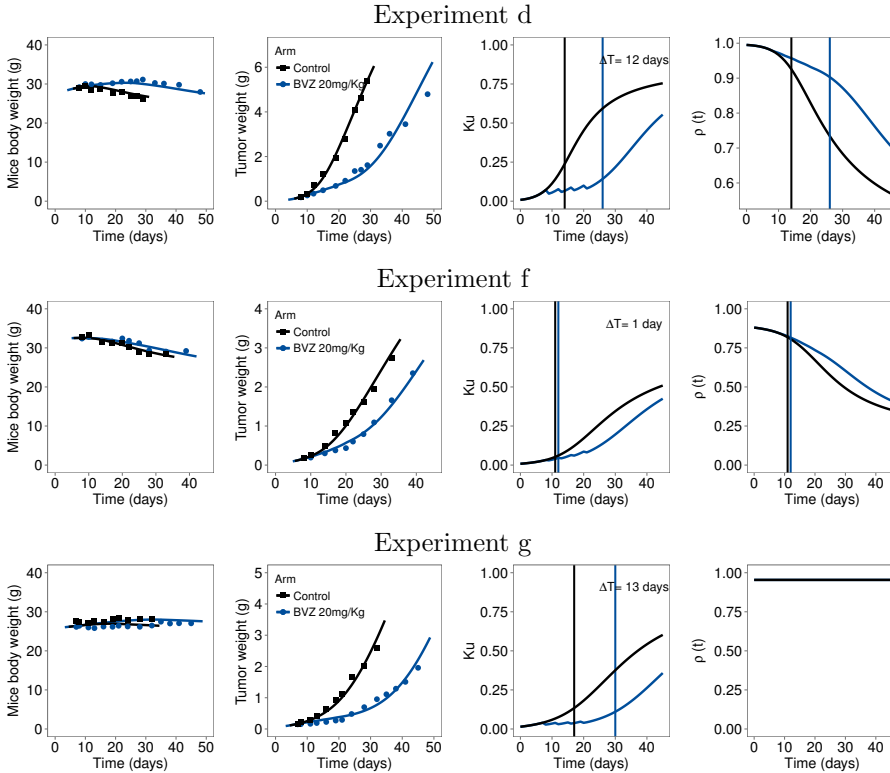 Experiment d
Mice body weight (g)
40
30
20
10
0
0 10 20 30 40 50
Time (days)
Tumor weight (g)
6
4
2
0
0 10 20 30 40 50
Time (days)
Arm
Control
BVZ 20mg/Kg
Ku
1.00
0.75
0.50
0.25
0.00
0 10 20 30 40
Time (days)
ΔT= 12 days
ρ (t)
1.0
0.9
0.8
0.7
0.6
0 10 20 30 40
Time (days)
Experiment f
Mice body weight (g)
40
30
20
10
0
0 10 20 30 40 50
Time (days)
Tumor weight (g)
4
3
2
1
0
0 10 20 30 40
Time (days)
Arm
Control
BVZ 20mg/Kg
Ku
1.00
0.75
0.50
0.25
0.00
0 10 20 30 40
Time (days)
ΔT= 1 day
ρ (t)
1.00
0.75
0.50
0.25
0.00
0 10 20 30 40
Time (days)
Experiment g
Mice body weight (g)
40
30
20
10
0
0 10 20 30 40 50
Time (days)
Tumor weight (g)
5
4
3
2
1
0
0 10 20 30 40 50
Time (days)
Arm
Control
BVZ 20mg/Kg
Ku
1.00
0.75
0.50
0.25
0.00
0 10 20 30 40
Time (days)
ΔT= 13 days
ρ (t)
1.00
0.75
0.50
0.25
0.00
0 10 20 30 40
Time (days)